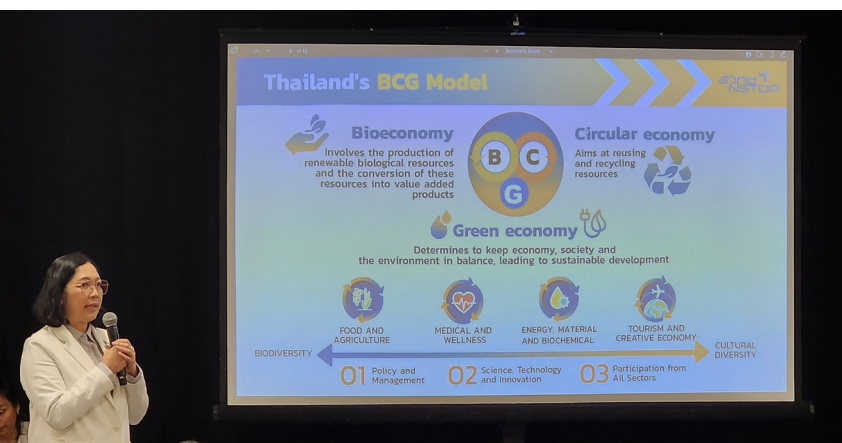 Thailand's BCG Model
NSTDA
Bioeconomy
Involves the production of
renewable biological resources
and the conversion of these
resources into value added
products
B C
G
Circular economy
Aims at reusing
and recycling
resources
Green economy
Determines to keep economy, society and
the environment in balance, leading to sustainable development
FOOD AND
AGRICULTURE
MEDICAL AND
WELLNESS
ENERGY, MATERIAL
AND BIOCHEMICAL
TOURISM AND
CREATIVE ECONOMY
BIODIVERSITY
CULTURAL
DIVERSITY
01 Policy and
Management
02 Science, Technology
and Innovation
03 Participation from
All Sectors